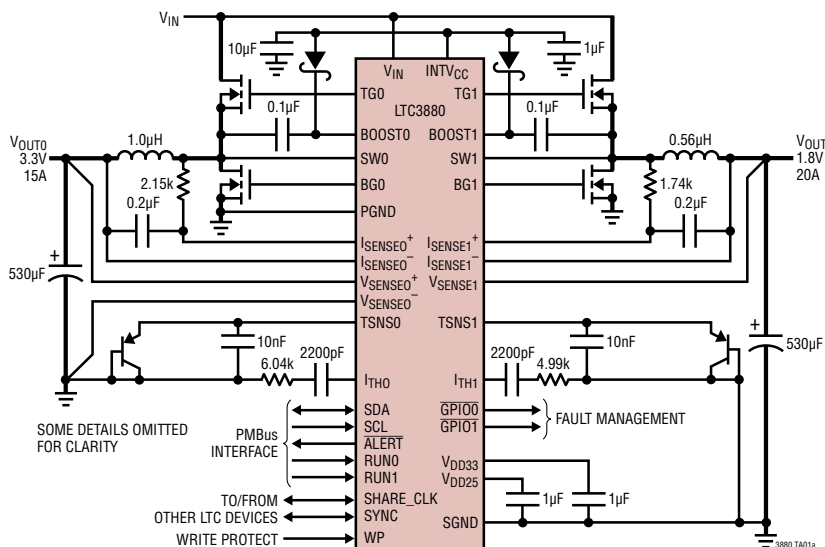 VIN
10µF
1µF
VIN
INTVCC
TG0
TG1
LTC3880
0.1µF
0.1µF
BOOST0
BOOST1
VOUT0
3.3V
15A
1.0µH
SW0
SW1
0.56µH
VOUT
1.8V
20A
2.15k
BG0
BG1
1.74k
0.2µF
PGND
0.2µF
ISENSE0+
ISENSE1+
ISENSE0–
ISENSE1–
VSENSE0+
VSENSE1
+
530µF
VSENSE0–
TSNS0
TSNS1
+
530µF
10nF
10nF
6.04k
2200pF
2200pF
4.99k
ITH0
ITH1
SOME DETAILS OMITTED
FOR CLARITY
PMBus
INTERFACE
SDA
SCL
ALERT
RUN0
RUN1
GPIO0
GPIO1
FAULT MANAGEMENT
VDD33
VDD25
1µF
1µF
TO/FROM
OTHER LTC DEVICES
SHARE_CLK
SYNC
SGND
WRITE PROTECT
WP
3880 TA01a